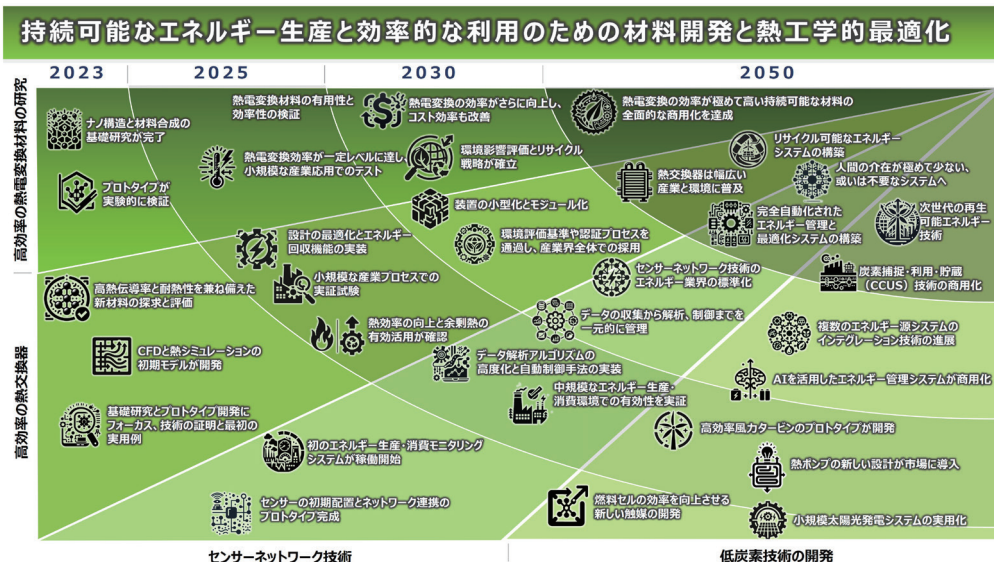 持続可能なエネルギー生産と効率的な利用のための材料開発と熱工学的最適化
2023
2025
2030
2050
高効率の熱電変換材料の研究
ナノ構造と材料合成の
基礎研究が完了
熱電変換材料の有用性と
効率性の検証
熱電変換の効率がさらに向上し、
コスト効率も改善
熱電変換の効率が極めて高い持続可能な材料の
全面的な商用化を達成
プロトタイプが
実験的に検証
熱電変換効率が一定レベルに達し、
小規模な産業応用でのテスト
環境影響評価とリサイクル
戦略が確立
リサイクル可能なエネルギー
システムの構築
熱交換器は幅広い
産業と環境に普及
人間の介在が極めて少ない、
或いは不要なシステムへ
装置の小型化とモジュール化
完全自動化された
エネルギー管理と
最適化システムの構築
次世代の再生
可能エネルギー
技術
設計の最適化とエネルギー
回収機能の実装
環境評価基準や認証プロセスを
通過し、産業界全体での採用
高効率の熱交換器
高熱伝導率と耐熱性を兼ね備えた
新材料の探求と評価
小規模な産業プロセスでの
実証試験
センサーネットワーク技術の
エネルギー業界の標準化
炭素捕捉・利用・貯蔵
（CCUS）技術の商用化
熱効率の向上と余剰熱の
有効活用が確認
データの収集から解析、制御までを
一元的に管理
複数のエネルギー源システムの
インテグレーション技術の進展
CFDと熱シミュレーションの
初期モデルが開発
データ解析アルゴリズムの
高度化と自動制御手法の実装
AIを活用したエネルギー管理システムが商用化
基礎研究とプロトタイプ開発に
フォーカス、技術の証明と最初の
実用例
中規模なエネルギー生産・
消費環境での有効性を実証
高効率風力タービンのプロトタイプが開発
初のエネルギー生産・消費モニタリング
システムが稼働開始
熱ポンプの新しい設計が市場に導入
センサーの初期配置とネットワーク連携の
プロトタイプ完成
燃料セルの効率を向上させる
新しい触媒の開発
小規模太陽光発電システムの実用化
センサーネットワーク技術
低炭素技術の開発